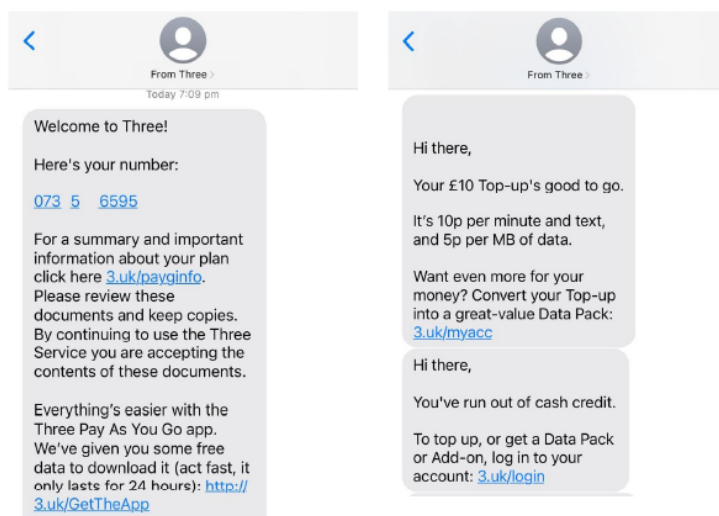 From Three >
Today 7:09 pm
Welcome to Three!
Here's your number:
073 5 6595
For a summary and important
information about your plan
click here 3.uk/payginfo.
Please review these
documents and keep copies.
By continuing to use the Three
Service you are accepting the
contents of these documents.
Everything's easier with the
Three Pay As You Go app.
We've given you some free
data to download it (act fast, it
only lasts for 24 hours): http://
3.uk/GetTheApp
From Three >
Hi there,
Your £10 Top-up's good to go.
It's 10p per minute and text,
and 5p per MB of data.
Want even more for your
money? Convert your Top-up
into a great-value Data Pack:
3.uk/myacc
Hi there,
You've run out of cash credit.
To top up, or get a Data Pack
or Add-on, log in to your
account: 3.uk/login